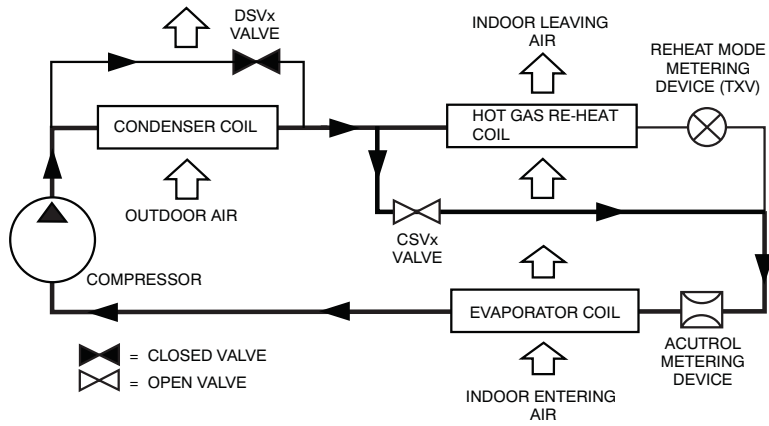 DSVx
VALVE
INDOOR LEAVING
AIR
REHEAT MODE
METERING
DEVICE (TXV)
CONDENSER COIL
HOT GAS RE-HEAT
COIL
OUTDOOR AIR
CSVx
VALVE
COMPRESSOR
EVAPORATOR COIL
ACUTROL
METERING
DEVICE
= CLOSED VALVE
= OPEN VALVE
INDOOR ENTERING
AIR